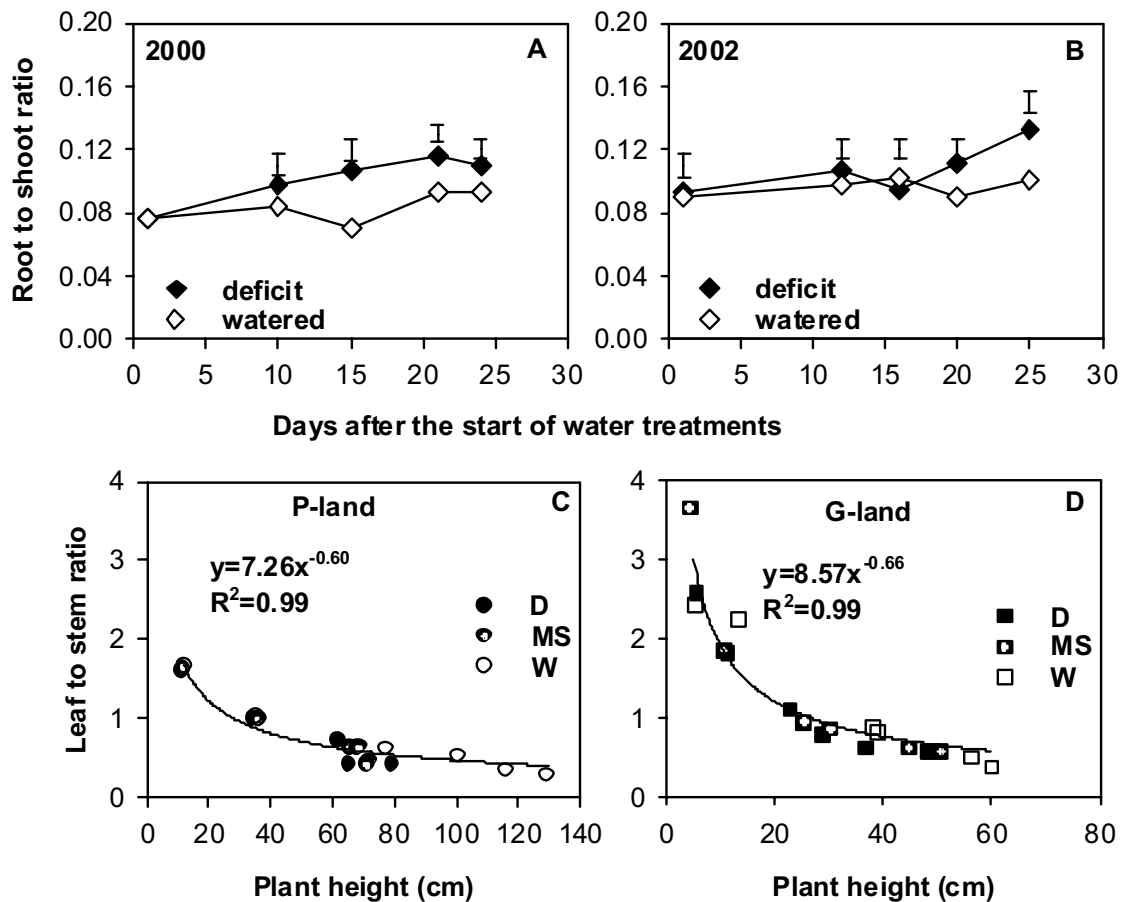 Root to shoot ratio
0.20
0.16
0.12
0.08
0.04
0.00
2000
A
deficit
watered
0 5 10 15 20 25 30
0.20
0.16
0.12
0.08
0.04
0.00
2002
B
deficit
watered
0 5 10 15 20 25 30
Days after the start of water treatments
Leaf to stem ratio
4
3
2
1
0
P-land
C
y=7.26x^-0.60
R²=0.99
D
MS
W
0 20 40 60 80 100 120 140
Plant height (cm)
4
3
2
1
0
G-land
D
y=8.57x^-0.66
R²=0.99
D
MS
W
0 20 40 60 80
Plant height (cm)